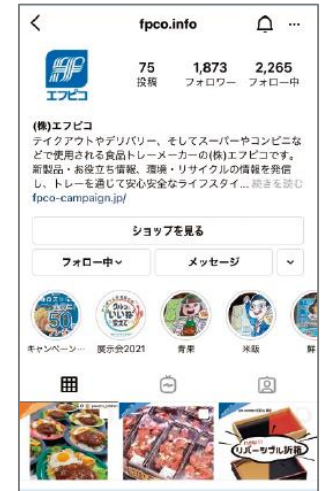 fpco.info
エフピコ
75 1,873 2,265
投稿 フォロワー フォロー中
(株)エフピコ
テイクアウトやデリバリー、そしてスーパーやコンビニな
どで使用される食品トレーメーカーの(株)エフピコです。
新製品・お役立ち情報、環境・リサイクルの情報を発信
し、トレーを通じて安心安全なライフスタイ... 続きを読む
fpco-campaign.jp/
ショップを見る
フォロー中 メッセージ
50
いいね
キャンペーン… 展示会2021 青果 米飯 鮮
リバーシブル折箱